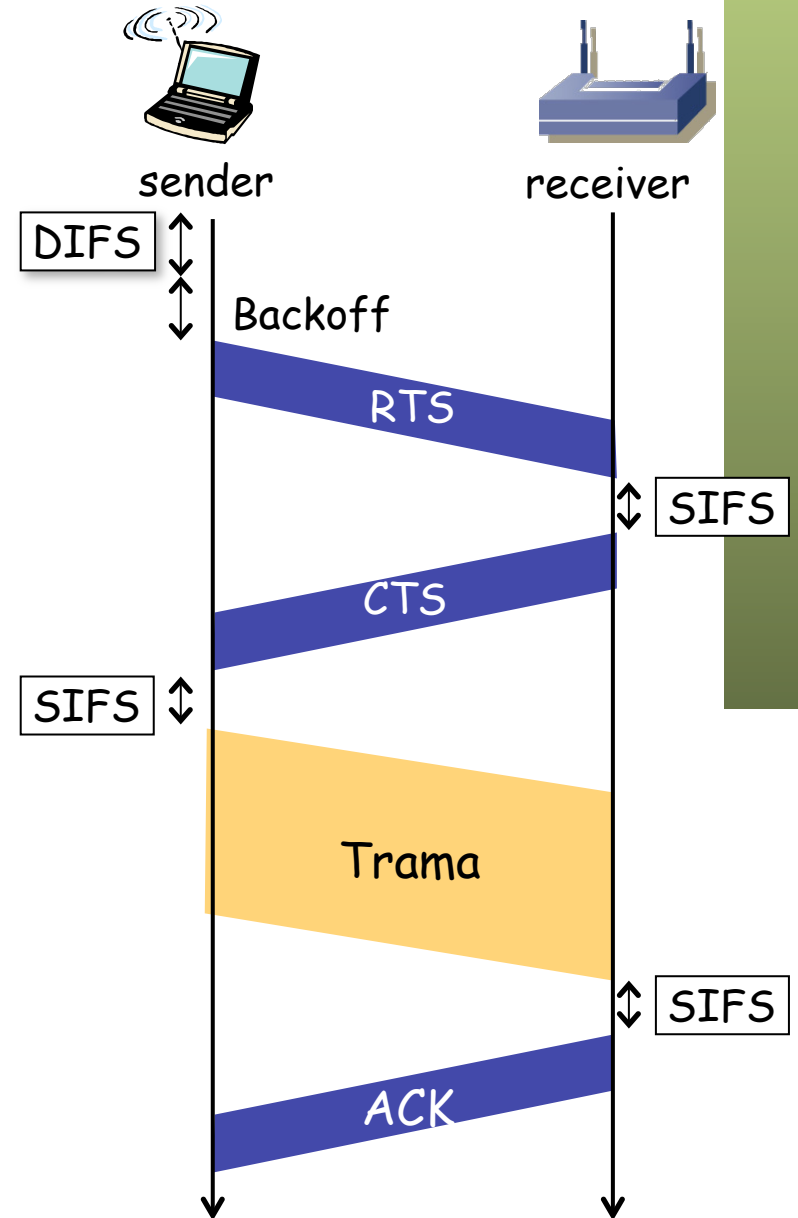 sender
receiver
DIFS
Backoff
RTS
SIFS
CTS
SIFS
Trama
SIFS
ACK